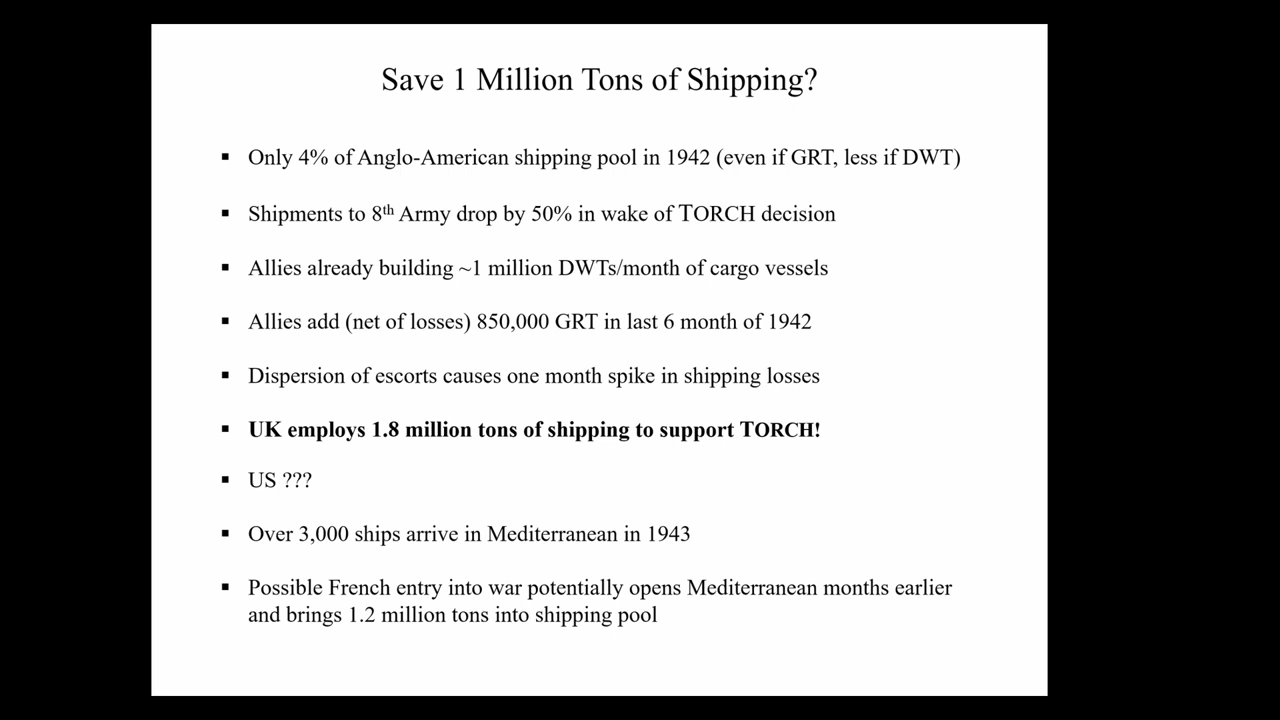 Save 1 Million Tons of Shipping?
▪ Only 4% of Anglo-American shipping pool in 1942 (even if GRT, less if DWT)
▪ Shipments to 8th Army drop by 50% in wake of TORCH decision
▪ Allies already building ~1 million DWTs/month of cargo vessels
▪ Allies add (net of losses) 850,000 GRT in last 6 month of 1942
▪ Dispersion of escorts causes one month spike in shipping losses
▪ UK employs 1.8 million tons of shipping to support TORCH!
▪ US ???
▪ Over 3,000 ships arrive in Mediterranean in 1943
▪ Possible French entry into war potentially opens Mediterranean months earlier
and brings 1.2 million tons into shipping pool